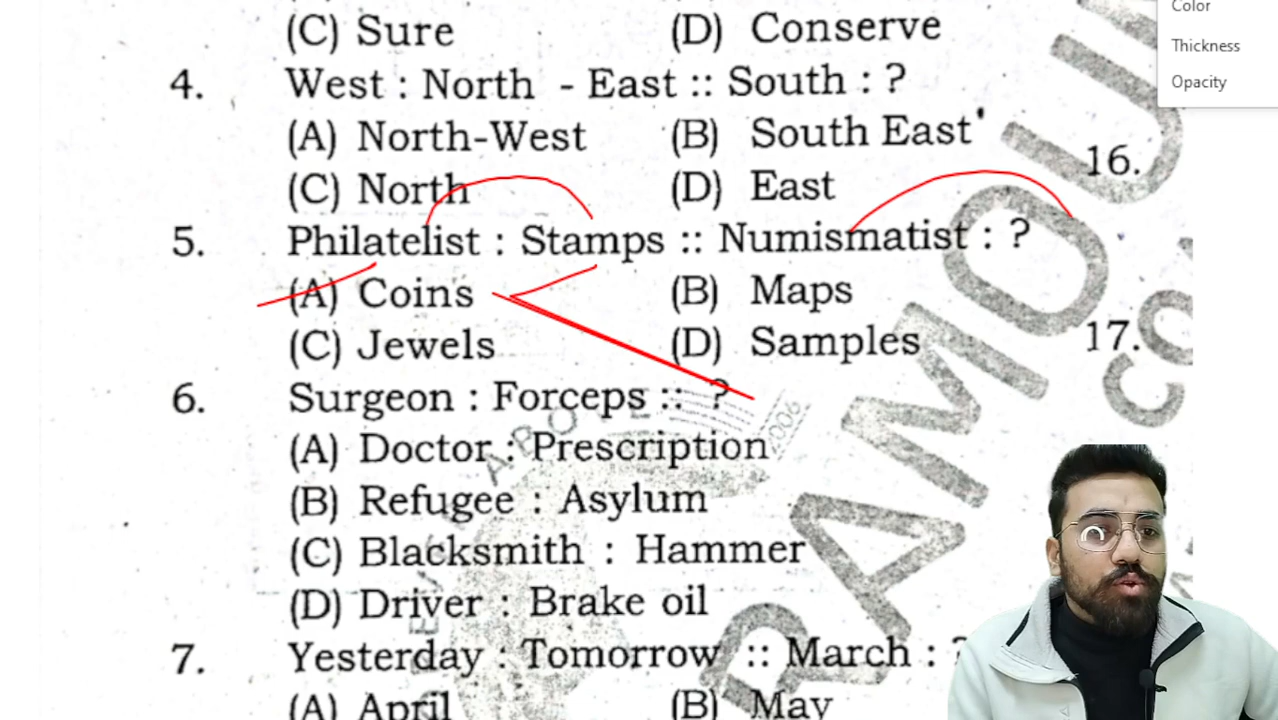 Color
Thickness
Opacity
(C) Sure (D) Conserve
4. West : North - East :: South : ?
(A) North-West (B) South East'
(C) North (D) East
16.
5. Philatelist : Stamps :: Numismatist : ?
(A) Coins (B) Maps
(C) Jewels (D) Samples
17.
6. Surgeon : Forceps :: ?
(A) Doctor : Prescription
(B) Refugee : Asylum
(C) Blacksmith : Hammer
(D) Driver : Brake oil
7. Yesterday : Tomorrow :: March : ?
(A) April (B) May
2006